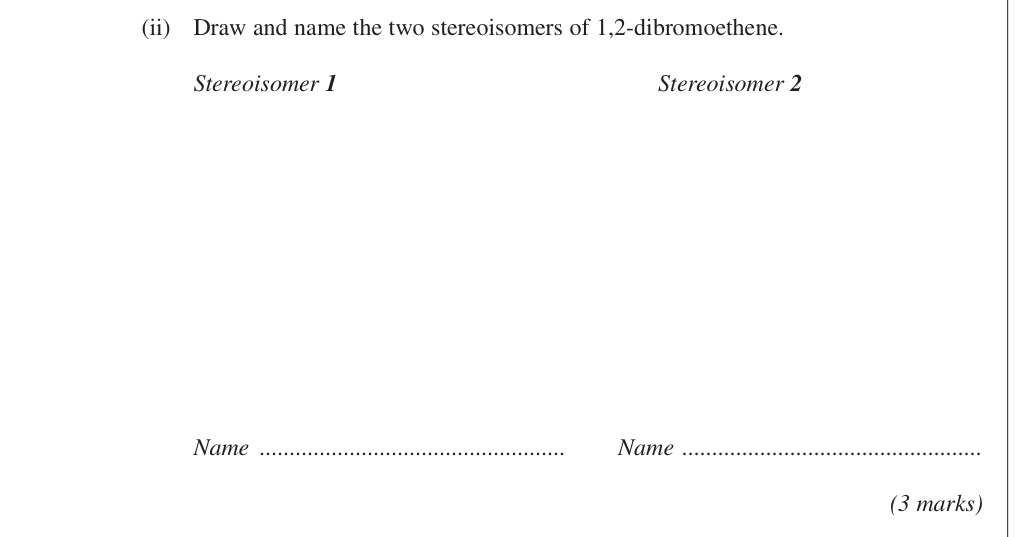 (ii) Draw and name the two stereoisomers of 1,2-dibromoethene.
Stereoisomer 1 Stereoisomer 2
Name ................................................... Name ..................................................
(3 marks)